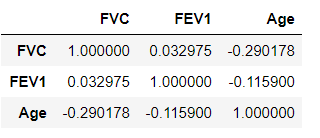 FVC FEV1 Age
FVC 1.000000 0.032975 -0.290178
FEV1 0.032975 1.000000 -0.115900
Age -0.290178 -0.115900 1.000000